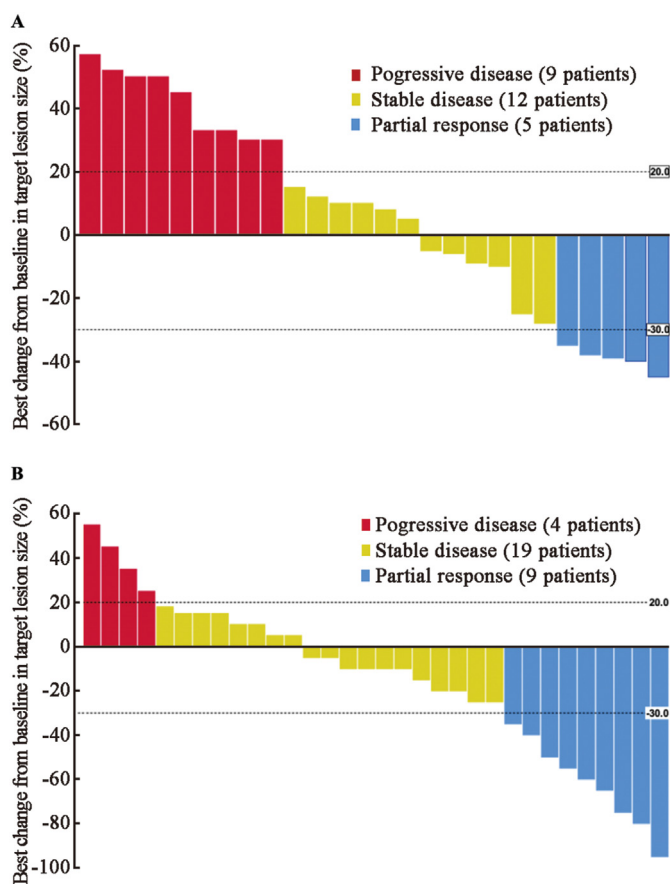 A
Best change from baseline in target lesion size (%)
60
40
20
0
-20
-40
-60
Pogressive disease (9 patients)
Stable disease (12 patients)
Partial response (5 patients)
20.0
-30.0
B
Best change from baseline in target lesion size (%)
60
40
20
0
-20
-40
-60
-80
-100
Pogressive disease (4 patients)
Stable disease (19 patients)
Partial response (9 patients)
20.0
-30.0